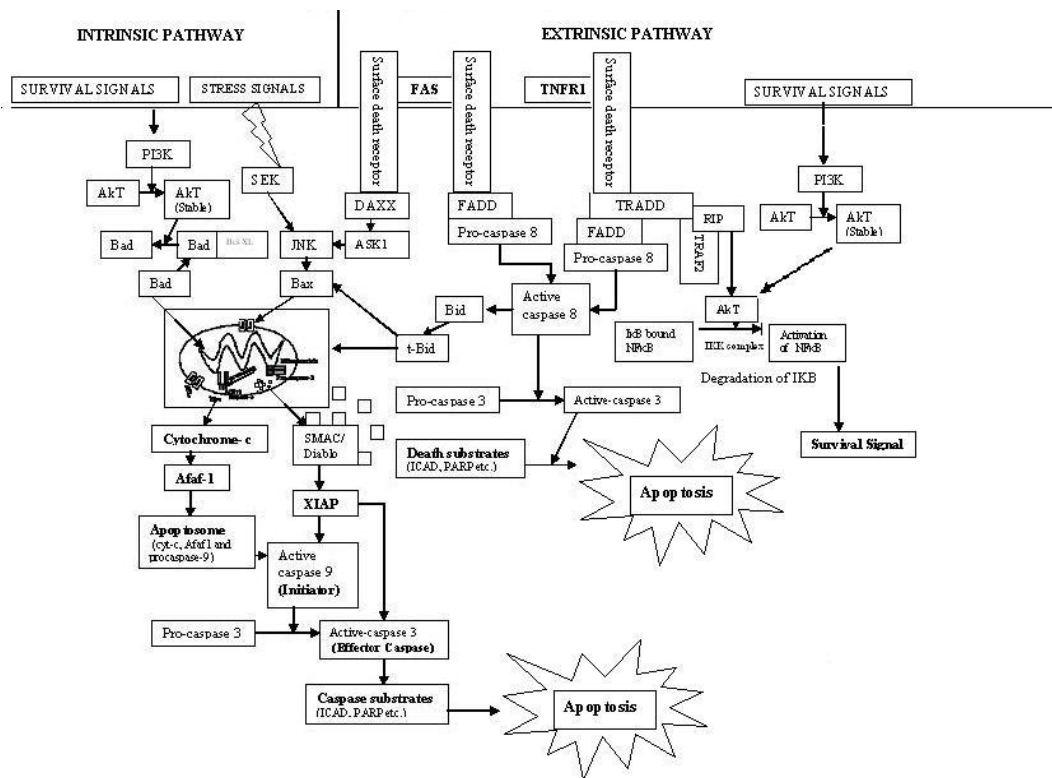 INTRINSIC PATHWAY
EXTRINSIC PATHWAY
SURVIVAL SIGNALS
STRESS SIGNALS
Surface death receptor
FAS
Surface death receptor
TNFR1
Surface death receptor
SURVIVAL SIGNALS
PI3K
SEK
AkT
AkT
(Stable)
DAXX
FADD
TRADD
RIP
PI3K
AkT
AkT
(Stable)
Bad
Bad
JNK
ASK1
Pro-caspase 8
FADD
Pro-caspase 8
TRAF2
Bad
Bax
Bid
Active
caspase 8
AkT
t-Bid
IkB bound
NFkB
IKK complex
Activation
of NFkB
Degradation of IKB
Pro-caspase 3
Active-caspase 3
Cytochrome-c
SMAC/
Diablo
Death substrates
(ICAD, PARP etc.)
Survival Signal
Apoptosis
Afaf-1
XIAP
Apoptosome
(cyt-c, Afaf1 and
procaspase-9)
Active
caspase 9
(Initiator)
Pro-caspase 3
Active-caspase 3
(Effector Caspase)
Caspase substrates
(ICAD, PARP etc.)
Apoptosis